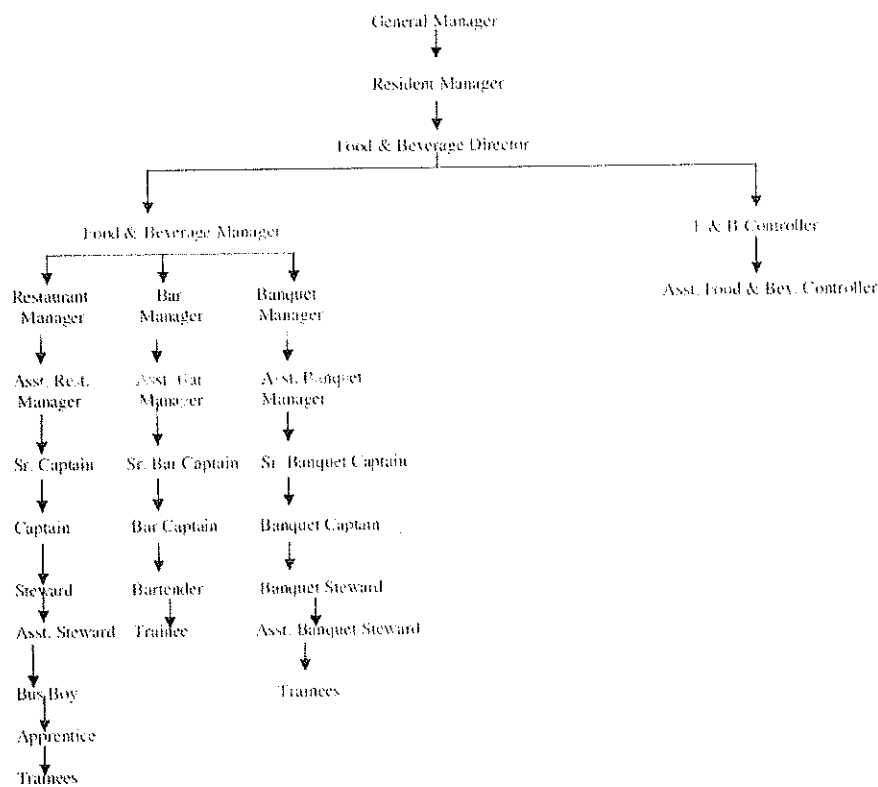 General Manager
Resident Manager
Food & Beverage Director
Food & Beverage Manager
F & B Controller
Restaurant Manager
Bar Manager
Banquet Manager
Asst. Food & Bev. Controller
Asst. Rest. Manager
Asst. Bar Manager
Asst. Banquet Manager
Sr. Captain
Sr. Bar Captain
Sr. Banquet Captain
Captain
Bar Captain
Banquet Captain
Steward
Bartender
Banquet Steward
Asst. Steward
Trainee
Asst. Banquet Steward
Bus Boy
Trainees
Apprentice
Trainees